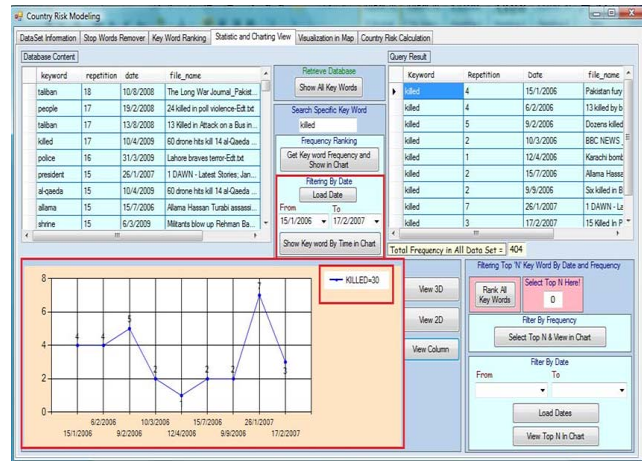 Country Risk Modeling
DataSet Information Stop Words Remover Key Word Ranking Statistic and Charting View Visualization in Map Country Risk Calculation
Database Content
keyword repetition date file_name
taliban 18 10/8/2008 The Long War Journal_Pakist...
people 17 19/2/2008 24 killed in poll violence-Edt.txt
taliban 17 13/8/2008 13 Killed in Attack on a Bus in...
killed 17 10/4/2009 60 drone hits kill 14 al-Qaeda ...
police 16 31/3/2009 Lahore braves terror-Edt.txt
president 15 26/1/2007 1 DAWN - Latest Stories; Jan...
al-qaeda 15 10/4/2009 60 drone hits kill 14 al-Qaeda ...
allama 15 15/7/2006 Allama Hassan Turabi assassi...
shrine 15 6/3/2009 Militants blow up Rehman Ba...
Retrieve Database
Show All Key Words
Search Specific Key Word
killed
Frequency Ranking
Get Key word Frequency and
Show in Chart
Filtering By Date
Load Date
From To
15/1/2006 17/2/2007
Show Key word By Time in Chart
Query Result
Keyword Repetition Date file_name
killed 4 15/1/2006 Pakistan fury
killed 4 6/2/2006 13 killed by b
killed 5 9/2/2006 Dozens killed
killed 2 10/3/2006 BBC NEWS
killed 1 12/4/2006 Karachi bomb
killed 2 15/7/2006 Allama Hassa
killed 2 9/9/2006 Six killed in B
killed 7 26/1/2007 1 DAWN - La
killed 3 17/2/2007 15 Killed In P
Total Frequency in All Data Set = 404
8
6
4
2
0
4 4 5 2 1 2 2 7 3
6/2/2006 10/3/2006 15/7/2006 26/1/2007
15/1/2006 9/2/2006 12/4/2006 9/9/2006 17/2/2007
KILLED=30
View 3D
View 2D
View Column
Filtering Top 'N' Key Word By Date and Frequency
Rank All
Key Words
Select Top N Here!
0
Filter By Frequency
Select Top N & View in Chart
Filter By Date
From To
Load Dates
View Top N In Chart